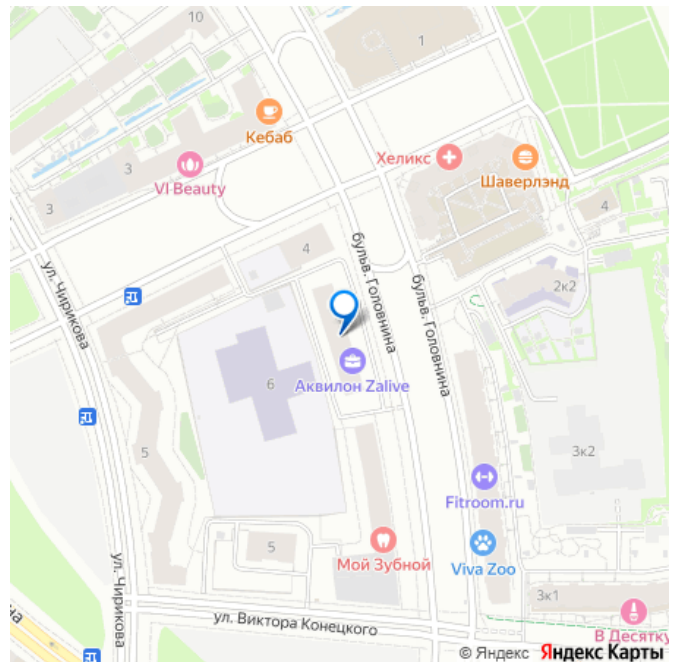 10
1
Кебаб
Хеликс
Шаверлэнд
3
VI Beauty
3
4
4
бульв. Головнина
бульв. Головнина
ул. Чирикова
2к2
Аквилон Zalive
6
5
3к2
Fitroom.ru
5
Мой Зубной
Viva Zoo
ул. Чирикова
3к1
ул. Виктора Конецкого
В Десятку
на
© Яндекс Яндекс Карты